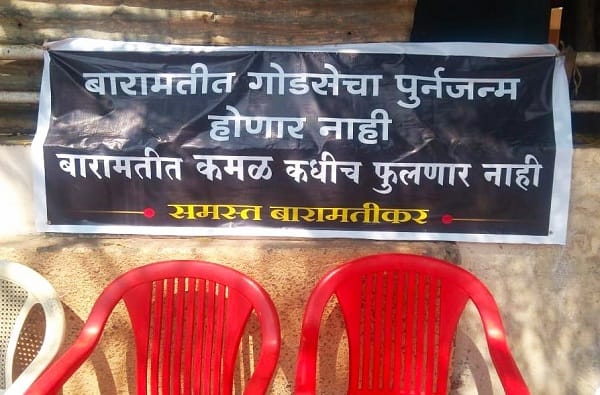 बारामतीत गोडसेचा पुर्नजन्म
होणार नाही
बारामतीत कमळ कधीच फुलणार नाही
समस्त बारामतीकर